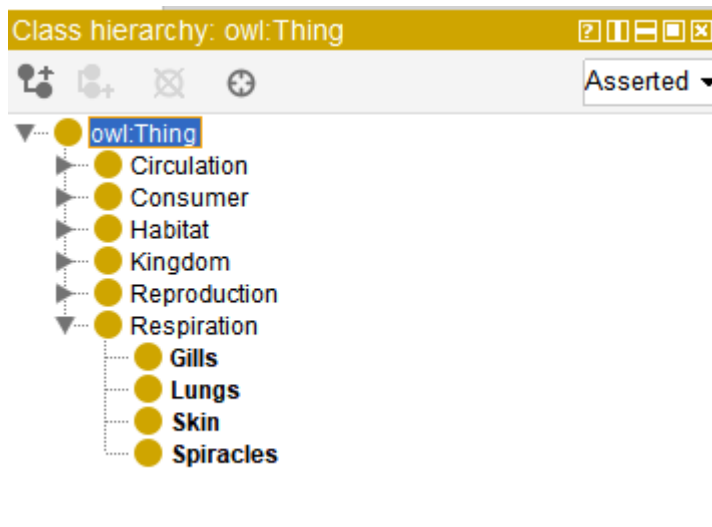 Class hierarchy: owl:Thing
Asserted
owl:Thing
Circulation
Consumer
Habitat
Kingdom
Reproduction
Respiration
Gills
Lungs
Skin
Spiracles